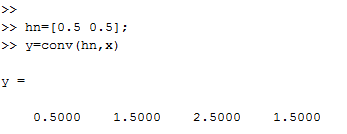 >>
>> hn=[0.5 0.5];
>> y=conv(hn,x)
y =
0.5000    1.5000    2.5000    1.5000